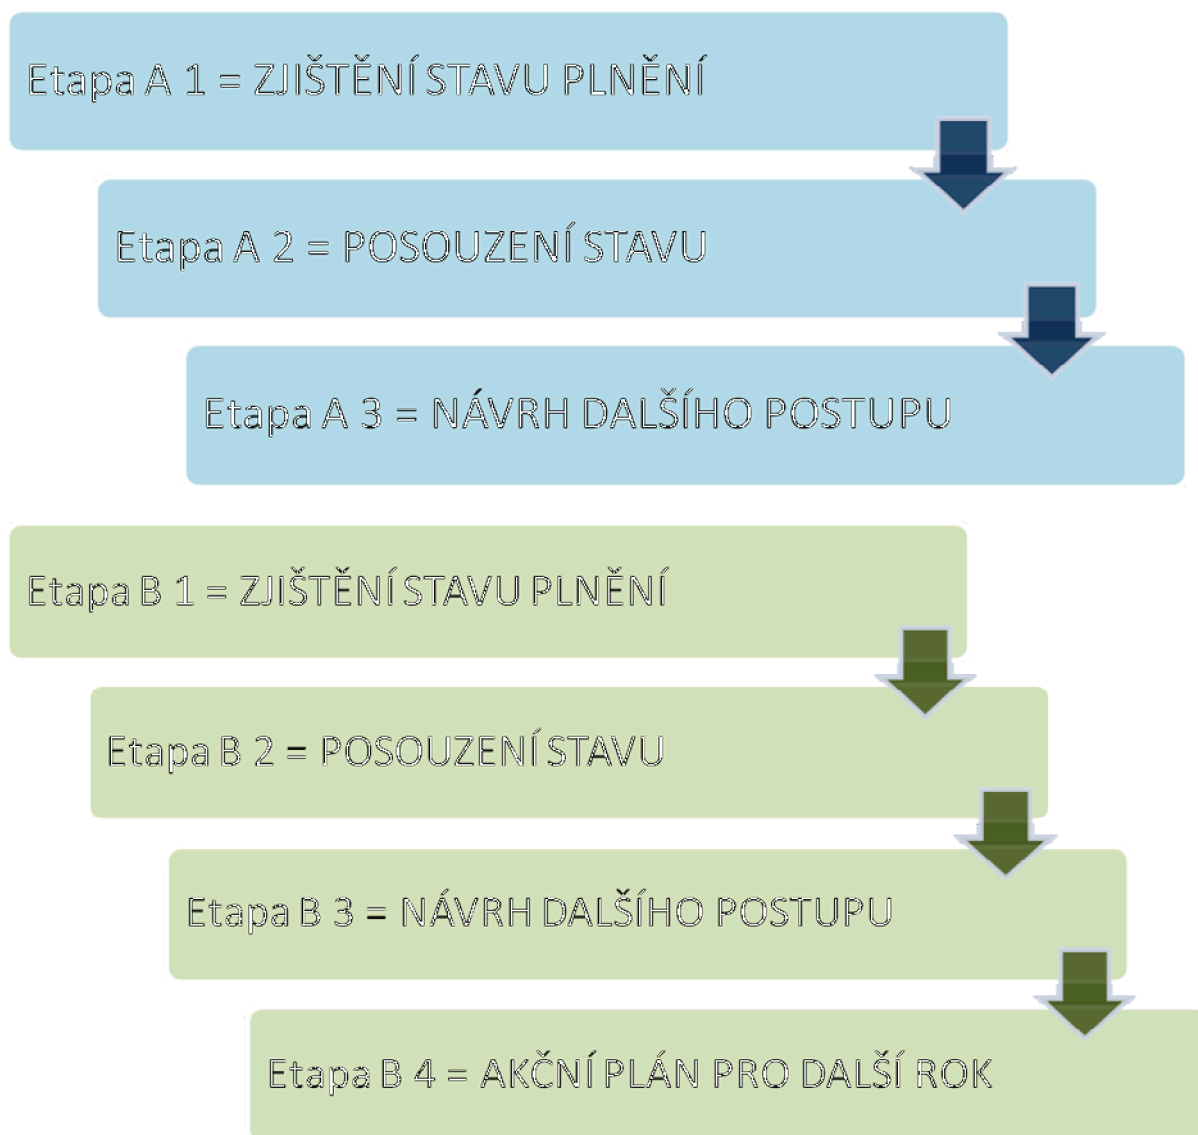 Etapa A 1 = ZJIŠTĚNÍ STAVU PLNĚNÍ
Etapa A 2 = POSOUZENÍ STAVU
Etapa A 3 = NÁVRH DALŠÍHO POSTUPU
Etapa B 1 = ZJIŠTĚNÍ STAVU PLNĚNÍ
Etapa B 2 = POSOUZENÍ STAVU
Etapa B 3 = NÁVRH DALŠÍHO POSTUPU
Etapa B 4 = AKČNÍ PLÁN PRO DALŠÍ ROK